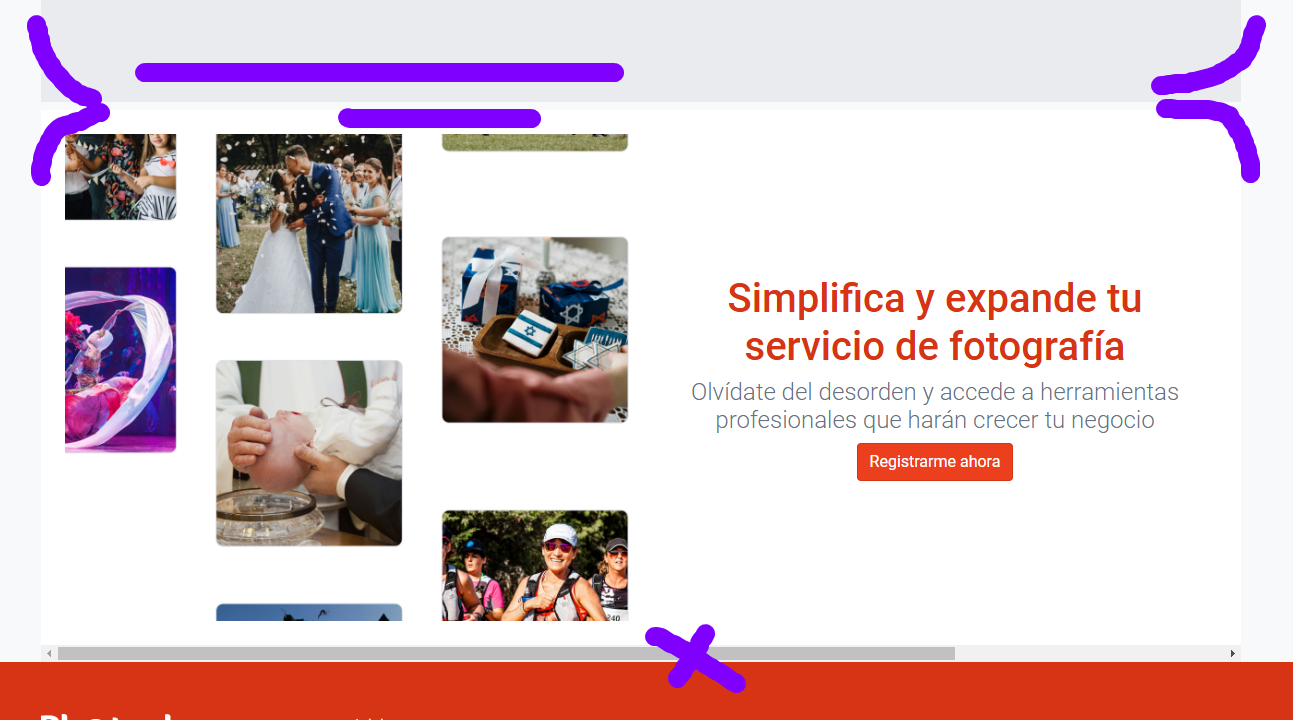 Simplifica y expande tu
servicio de fotografía
Olvídate del desorden y accede a herramientas
profesionales que harán crecer tu negocio
Registrarme ahora
240